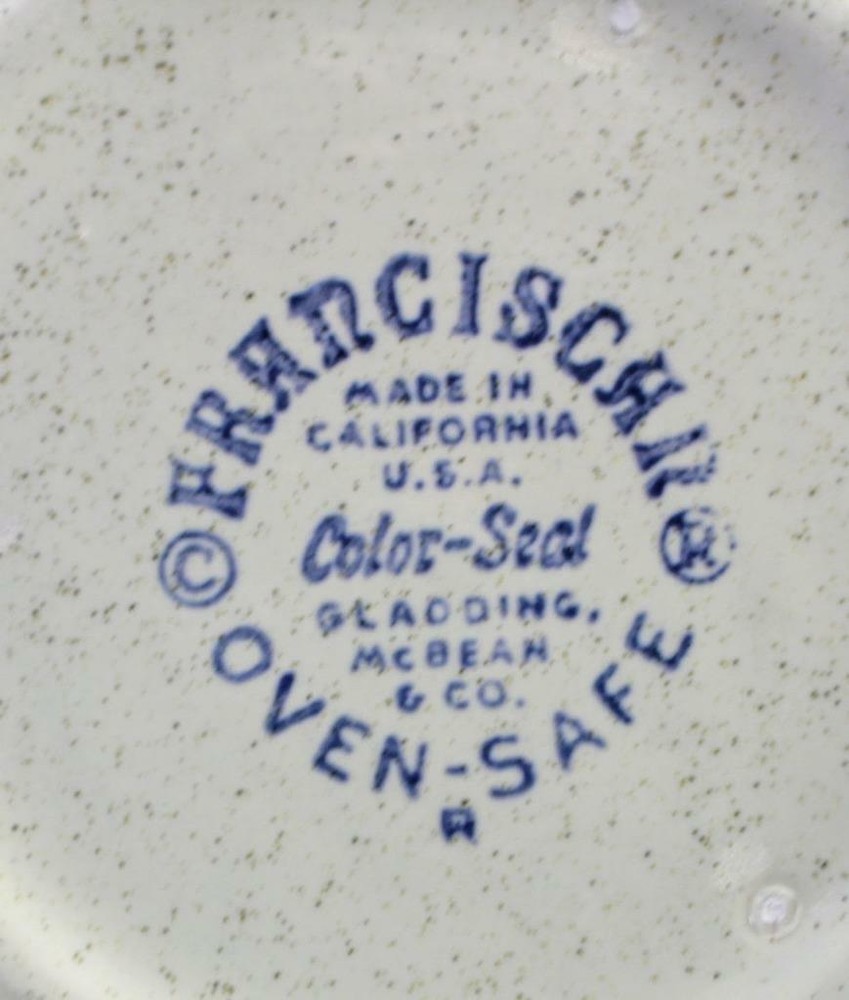 FRANCISCAN
MADE IN
CALIFORNIA
U.S.A.
Color-Seal
© ®
GLADDING,
McBEAN
& CO.
OVEN-SAFE